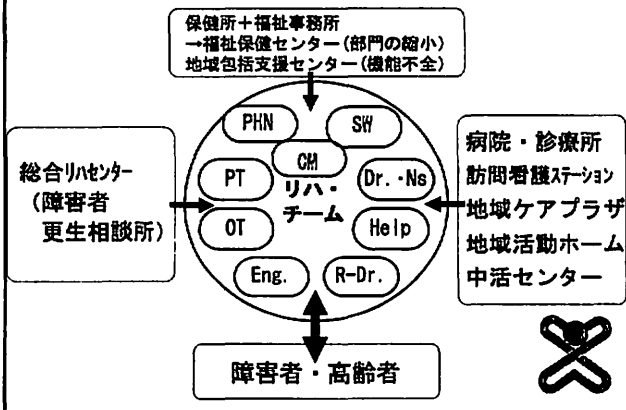 保健所＋福祉事務所
→福祉保健センター(部門の縮小)
地域包括支援センター(機能不全)
PHN
SW
CM
総合リハセンター
(障害者
更生相談所)
PT
リハ・
チーム
Dr.・Ns
OT
Help
Eng.
R-Dr.
病院・診療所
訪問看護ステーション
地域ケアプラザ
地域活動ホーム
中活センター
障害者・高齢者